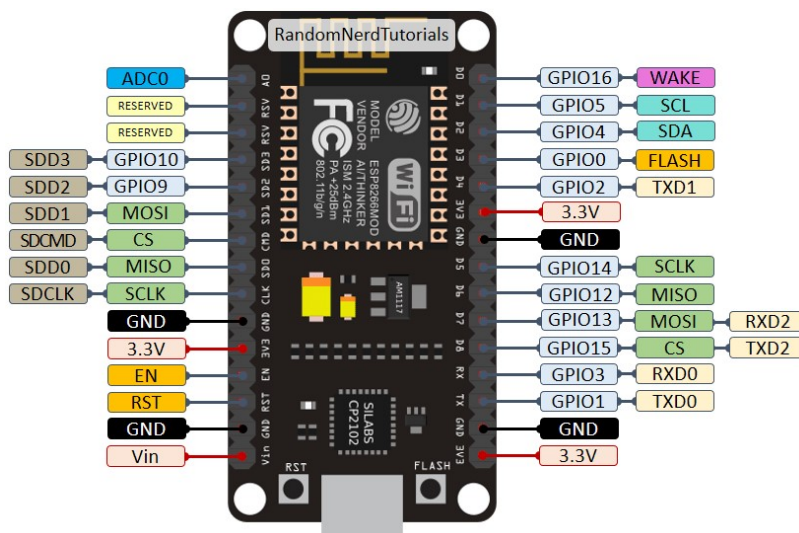 RandomNerdTutorials
ADC0
RESERVED
RESERVED
SDD3 GPIO10
SDD2 GPIO9
SDD1 MOSI
SDCMD CS
SDD0 MISO
SDCLK SCLK
GND
3.3V
EN
RST
GND
Vin
A0
RSV
RSV
SD3
SD2
SD1
CMD
SD0
CLK
GND
3V3
EN
RST
GND
Vin
MODEL
VENDOR
ESP8266MOD
AI/THINKER
ISM 2.4GHz
PA +25dBm
802.11b/g/n
FC
Wi Fi
AM1117
SILABS
CP2102
RST
FLASH
D0
D1
D2
D3
D4
3V3
GND
D5
D6
D7
D8
RX
TX
GND
3V3
GPIO16 WAKE
GPIO5 SCL
GPIO4 SDA
GPIO0 FLASH
GPIO2 TXD1
3.3V
GND
GPIO14 SCLK
GPIO12 MISO
GPIO13 MOSI RXD2
GPIO15 CS TXD2
GPIO3 RXD0
GPIO1 TXD0
GND
3.3V